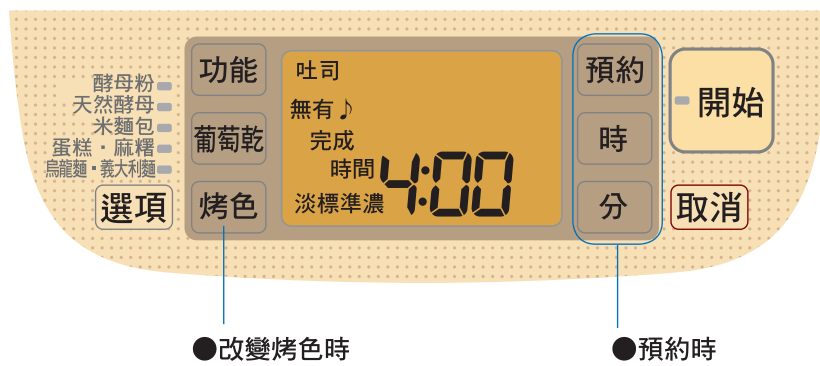 酵母粉
天然酵母
米麵包
蛋糕・麻糬
烏龍麵・義大利麵
選項
功能
葡萄乾
烤色
吐司
無有♪
完成
時間 4:00
淡標準濃
預約
時
分
開始
取消
●改變烤色時
●預約時